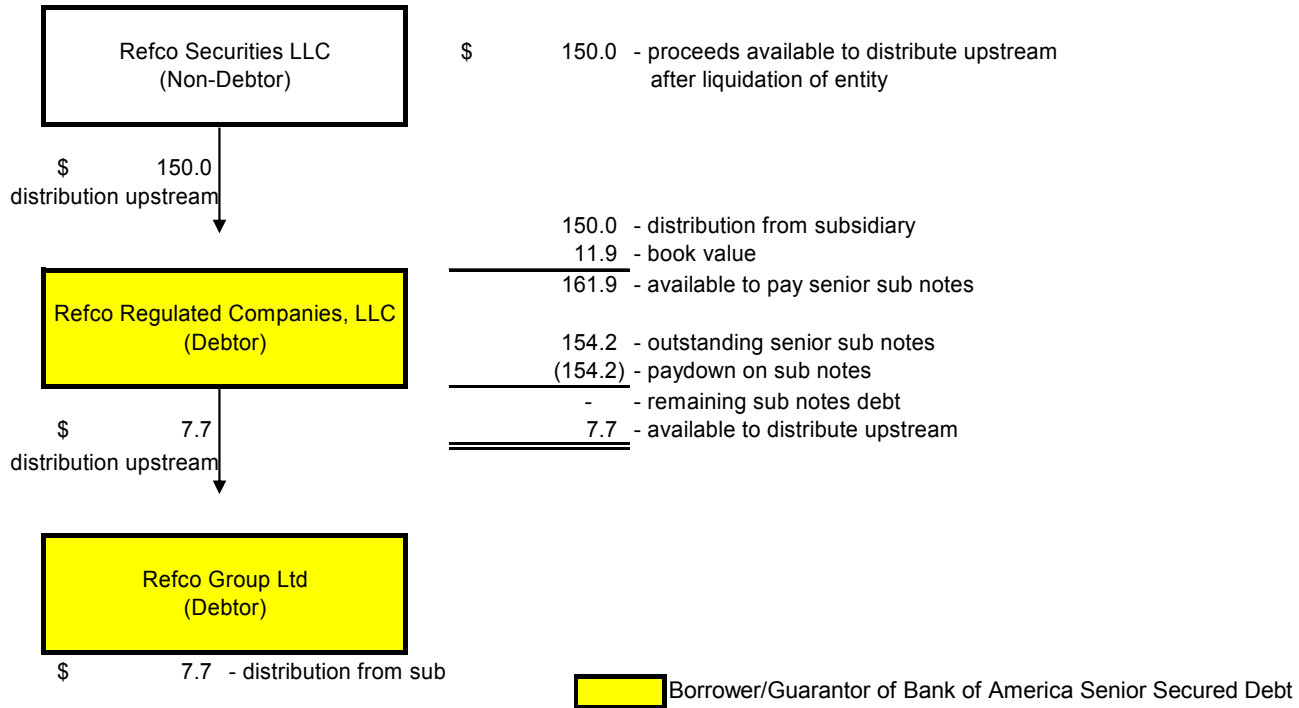 Refco Securities LLC
(Non-Debtor)
$ 150.0 - proceeds available to distribute upstream
after liquidation of entity
$ 150.0
distribution upstream
150.0 - distribution from subsidiary
11.9 - book value
161.9 - available to pay senior sub notes
Refco Regulated Companies, LLC
(Debtor)
154.2 - outstanding senior sub notes
(154.2) - paydown on sub notes
- - remaining sub notes debt
7.7 - available to distribute upstream
$ 7.7
distribution upstream
Refco Group Ltd
(Debtor)
$ 7.7 - distribution from sub
Borrower/Guarantor of Bank of America Senior Secured Debt